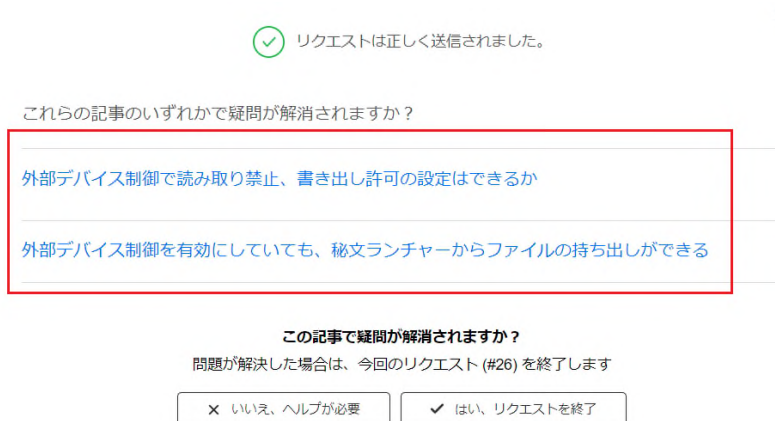 リクエストは正しく送信されました。
これらの記事のいずれかで疑問が解消されますか？
外部デバイス制御で読み取り禁止、書き出し許可の設定はできるか
外部デバイス制御を有効にしていても、秘文ランチャーからファイルの持ち出しができる
この記事で疑問が解消されますか？
問題が解決した場合は、今回のリクエスト (#26) を終了します
いいえ、ヘルプが必要
はい、リクエストを終了